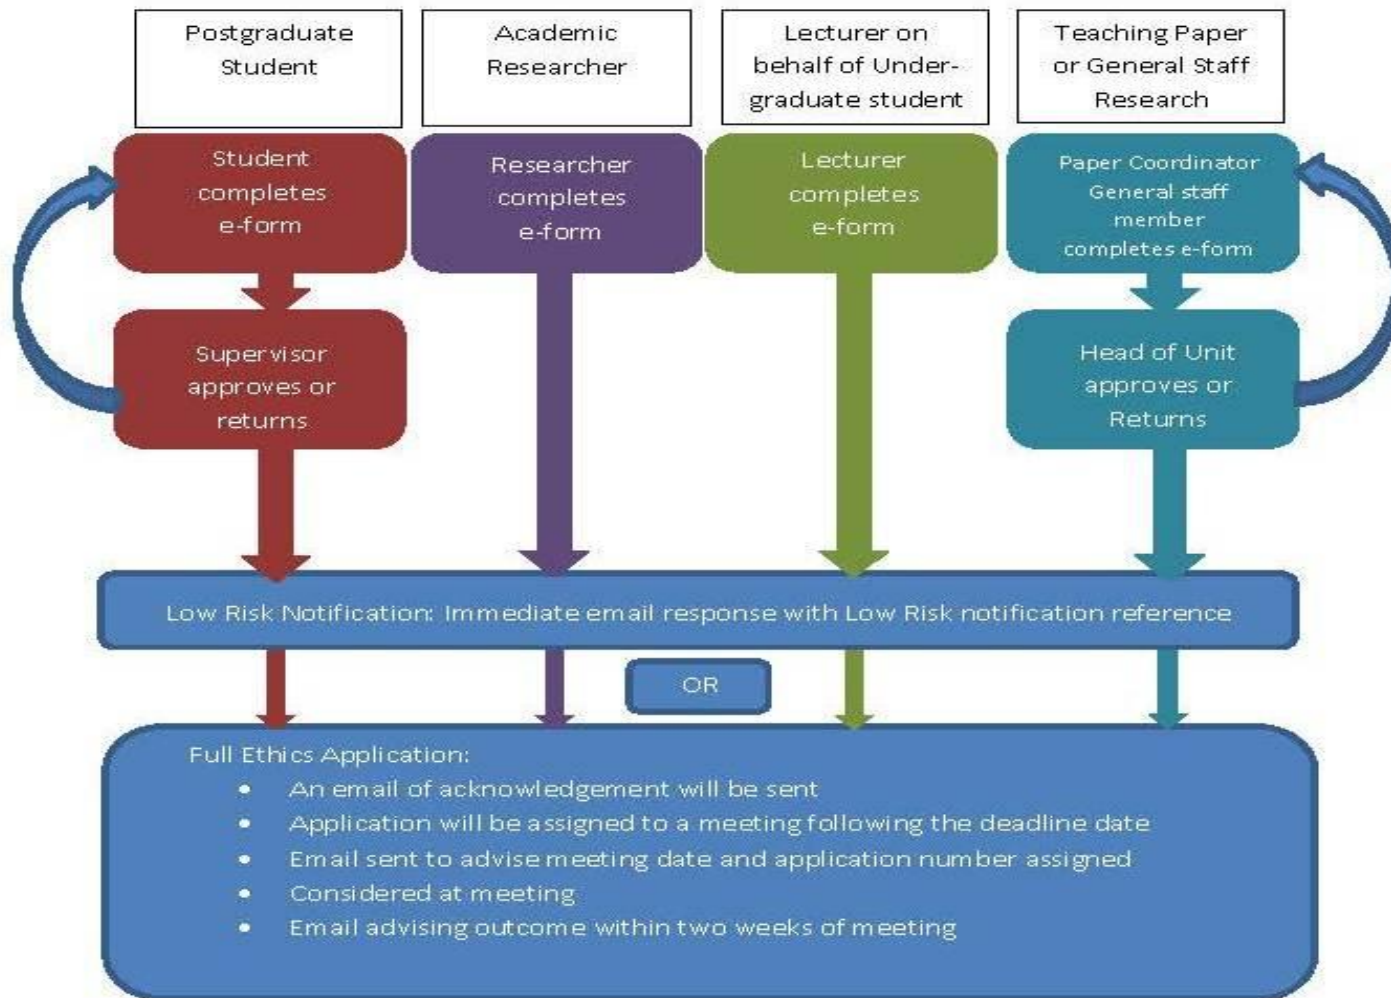 Postgraduate
Student
Academic
Researcher
Lecturer on
behalf of Under-
graduate student
Teaching Paper
or General Staff
Research
Student
completes
e-form
Researcher
completes
e-form
Lecturer
completes
e-form
Paper Coordinator
General staff
member
completes e-form
Supervisor
approves or
returns
Head of Unit
approves or
Returns
Low Risk Notification: Immediate email response with Low Risk notification reference
OR
Full Ethics Application:
• An email of acknowledgement will be sent
• Application will be assigned to a meeting following the deadline date
• Email sent to advise meeting date and application number assigned
• Considered at meeting
• Email advising outcome within two weeks of meeting